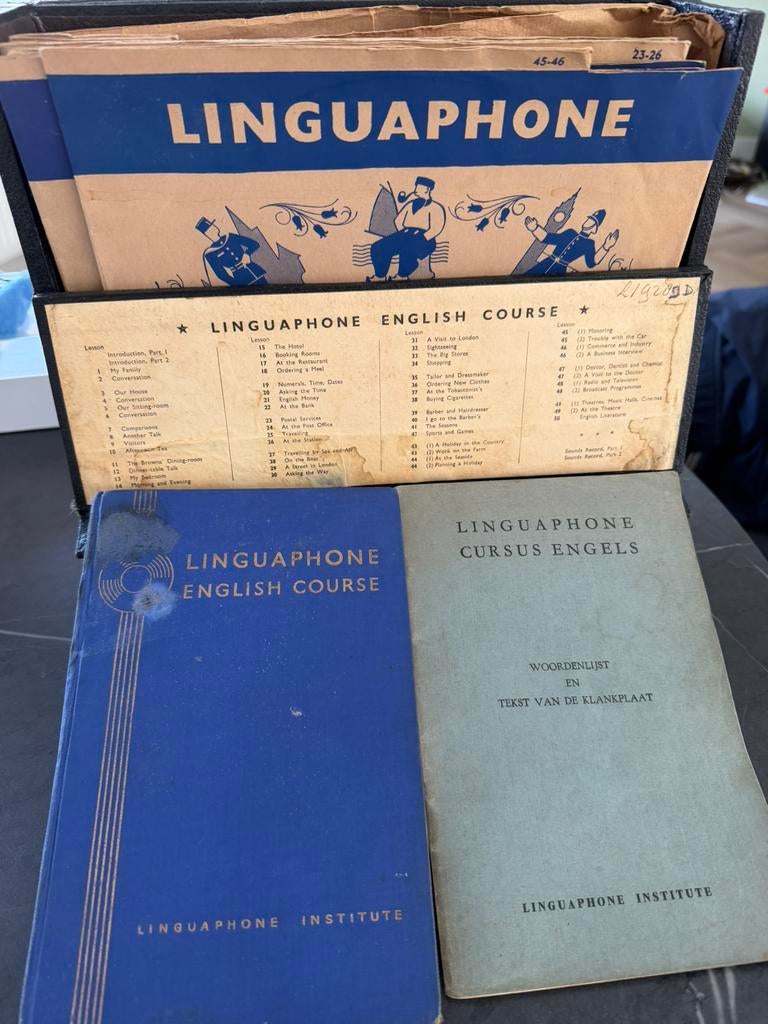 45-46
23-26
LINGUAPHONE
★ LINGUAPHONE ENGLISH COURSE ★
Lesson
Introduction, Part 1
Introduction, Part 2
1 My Family
2 Conversation
3 Our House
4 Conversation
5 Our Sitting-room
6 Conversation
7 Comparisons
8 Another Talk
9 Visitors
10 Afternoon Tea
11 The Browns' Dining-room
12 Dinner-table Talk
13 My Bedroom
14 Morning and Evening
Lesson
15 The Hotel
16 Booking Rooms
17 At the Restaurant
18 Ordering a Meal
19 Numerals, Time, Dates
20 Asking the Time
21 English Money
22 At the Bank
23 Postal Services
24 At the Post Office
25 Travelling
26 At the Station
27 Travelling by Sea and Air
28 On the Boat
29 A Street in London
30 Asking the Way
Lesson
31 A Visit to London
32 Sightseeing
33 The Big Stores
34 Shopping
35 Tailor and Dressmaker
36 Ordering New Clothes
37 At the Tobacconist's
38 Buying Cigarettes
39 Barber and Hairdresser
40 I go to the Barber's
41 The Seasons
42 Sports and Games
43 (1) A Holiday in the Country
43 (2) Work on the Farm
44 (1) At the Seaside
44 (2) Planning a Holiday
Lesson
45 (1) Motoring
45 (2) Trouble with the Car
46 (1) Commerce and Industry
46 (2) A Business Interview
47 (1) Doctor, Dentist and Chemist
47 (2) A Visit to the Doctor
48 (1) Radio and Television
48 (2) Broadcast Programmes
49 (1) Theatres, Music Halls, Cinemas
49 (2) At the Theatre
50 English Literature
Sounds Record, Part 1
Sounds Record, Part 2
LINGUAPHONE
ENGLISH COURSE
LINGUAPHONE INSTITUTE
LINGUAPHONE
CURSUS ENGELS
WOORDENLIJST
EN
TEKST VAN DE KLANKPLAAT
LINGUAPHONE INSTITUTE